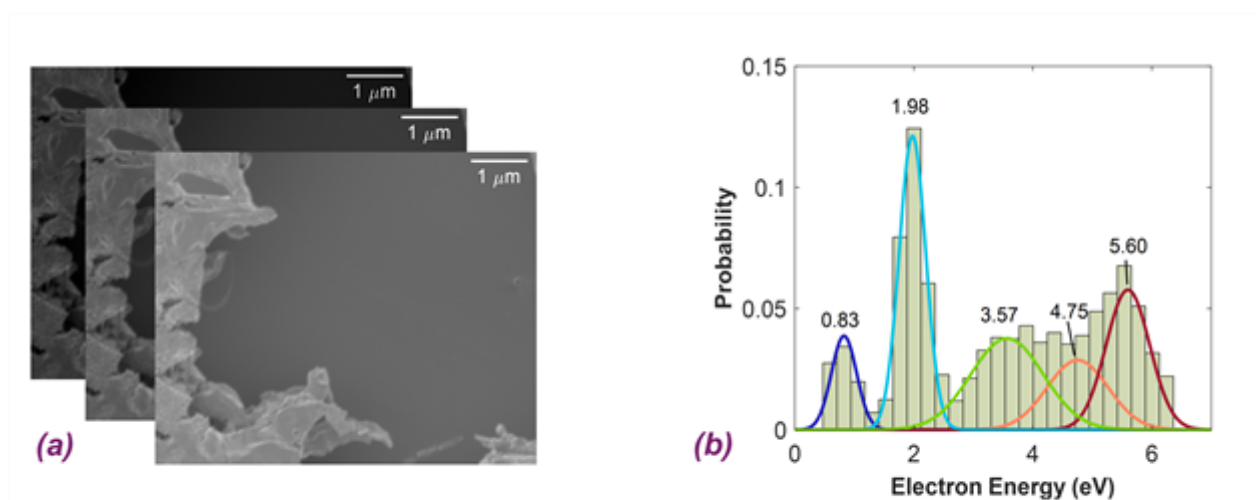 1 μm
1 μm
1 μm
(a)
0.15
0.1
0.05
0
Probability
0.83
1.98
3.57
4.75
5.60
0
2
4
6
Electron Energy (eV)
(b)